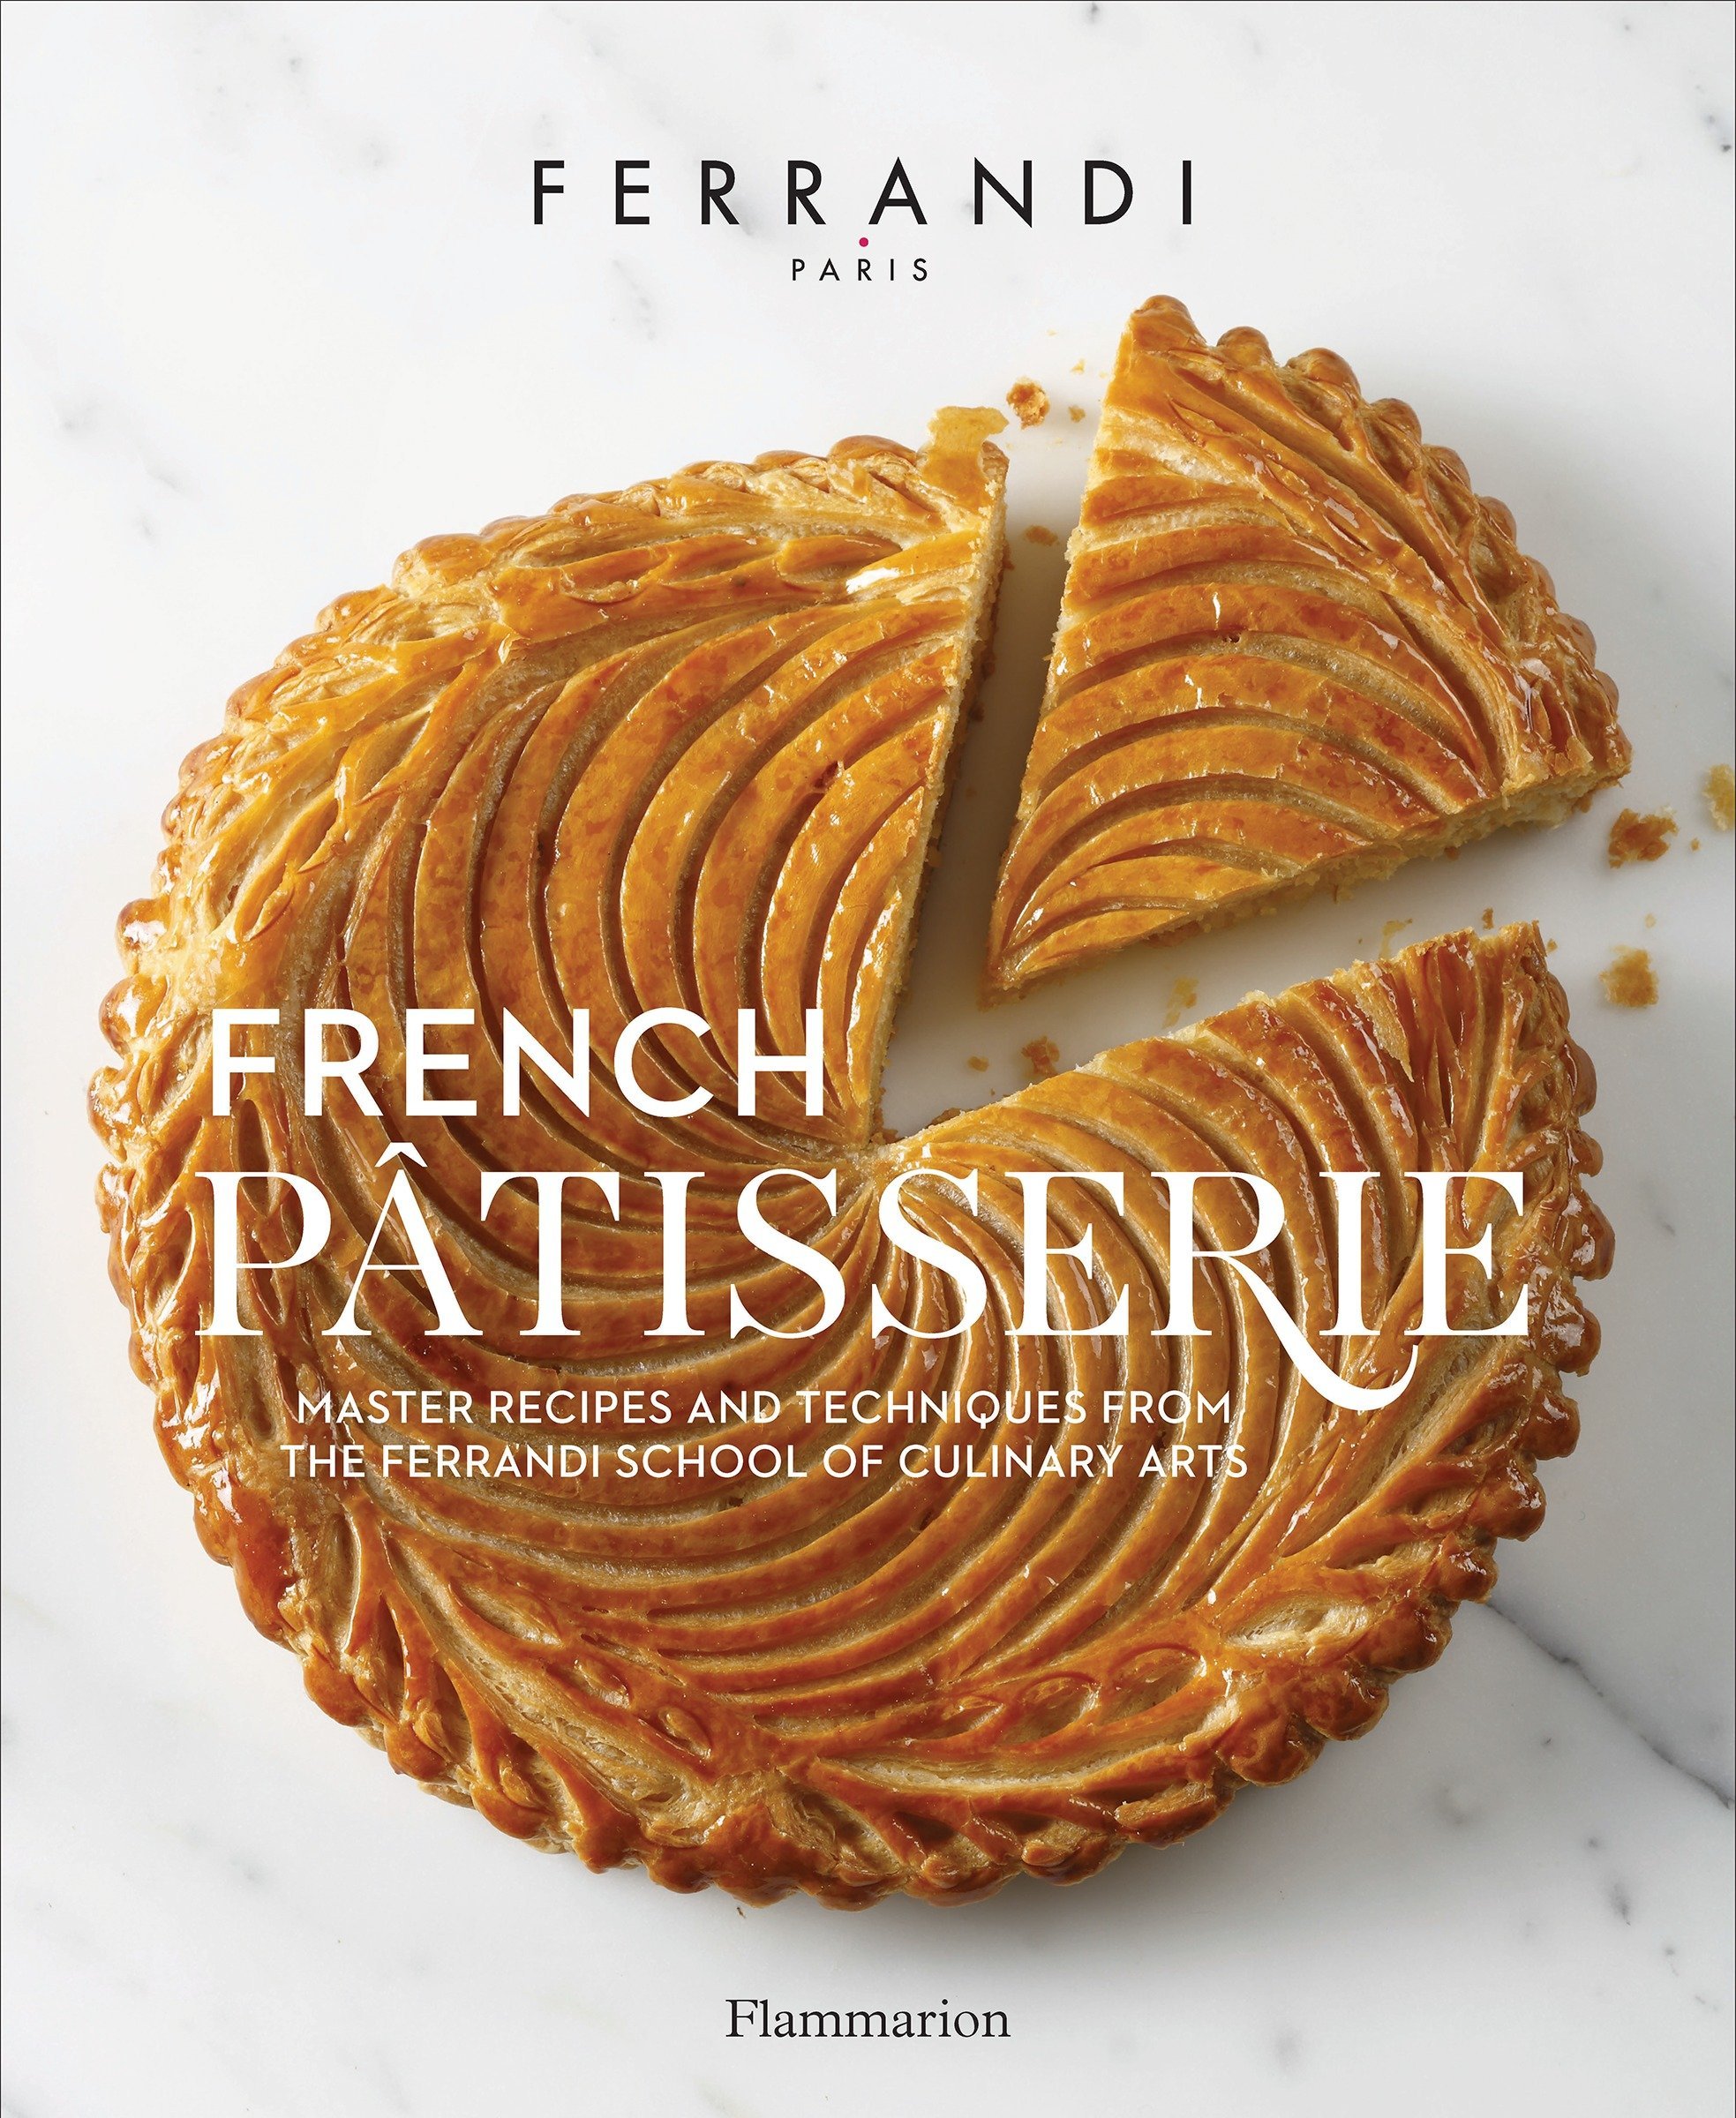 FERRANDI
PARIS
FRENCH
PÂTISSERIE
MASTER RECIPES AND TECHNIQUES FROM
THE FERRANDI SCHOOL OF CULINARY ARTS
Flammarion